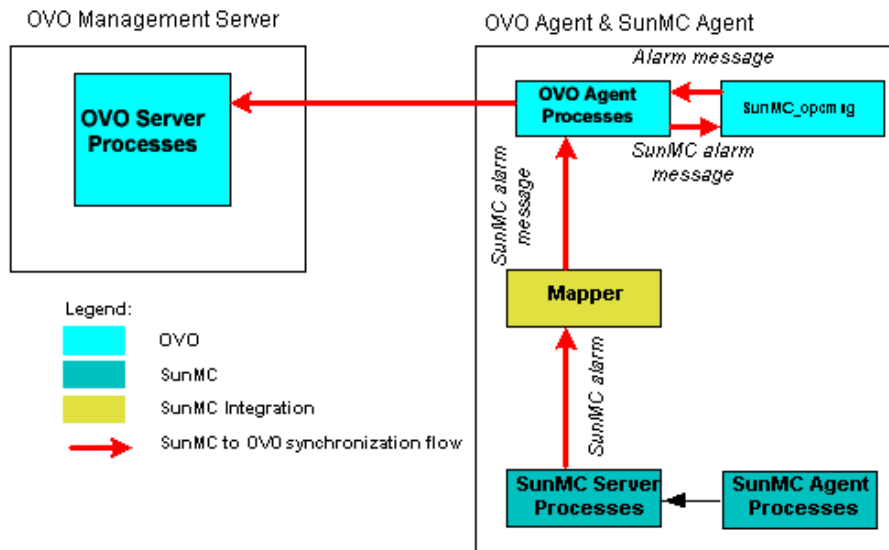 OVO Management Server
OVO Agent & SunMC Agent
OVO Server
Processes
Alarm message
OVO Agent
Processes
SunMC_opcmsg
SunMC alarm
message
SunMC alarm
message
Mapper
SunMC alarm
SunMC Server
Processes
SunMC Agent
Processes
Legend:
OVO
SunMC
SunMC Integration
SunMC to OVO synchronization flow